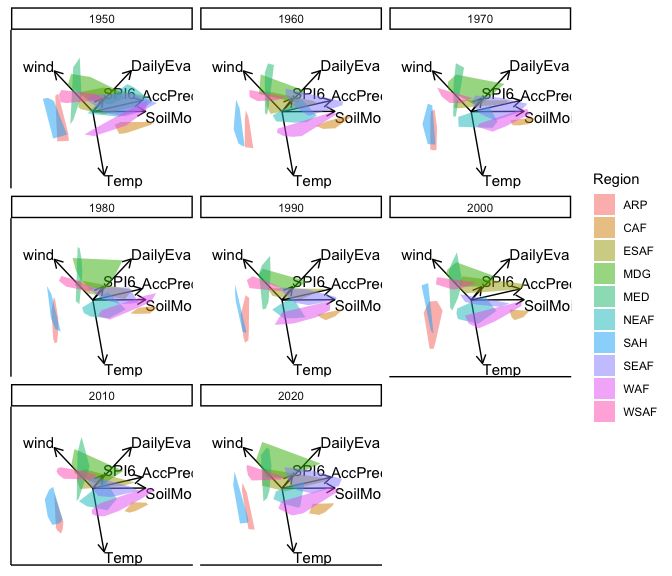 1950
1960
1970
wind
DailyEva
SPI6
AccPrec
SoilMo
Temp
wind
DailyEva
SPI6
AccPrec
SoilMo
Temp
wind
DailyEva
SPI6
AccPrec
SoilMoi
Temp
1980
1990
2000
wind
DailyEva
SPI6
AccPrec
SoilMo
Temp
wind
DailyEva
SPI6
AccPrec
SoilMo
Temp
wind
DailyEva
SPI6
AccPrec
SoilMoi
Temp
2010
2020
wind
DailyEva
SPI6
AccPrec
SoilMo
Temp
wind
DailyEva
SPI6
AccPrec
SoilMo
Temp
Region
ARP
CAF
ESAF
MDG
MED
NEAF
SAH
SEAF
WAF
WSAF